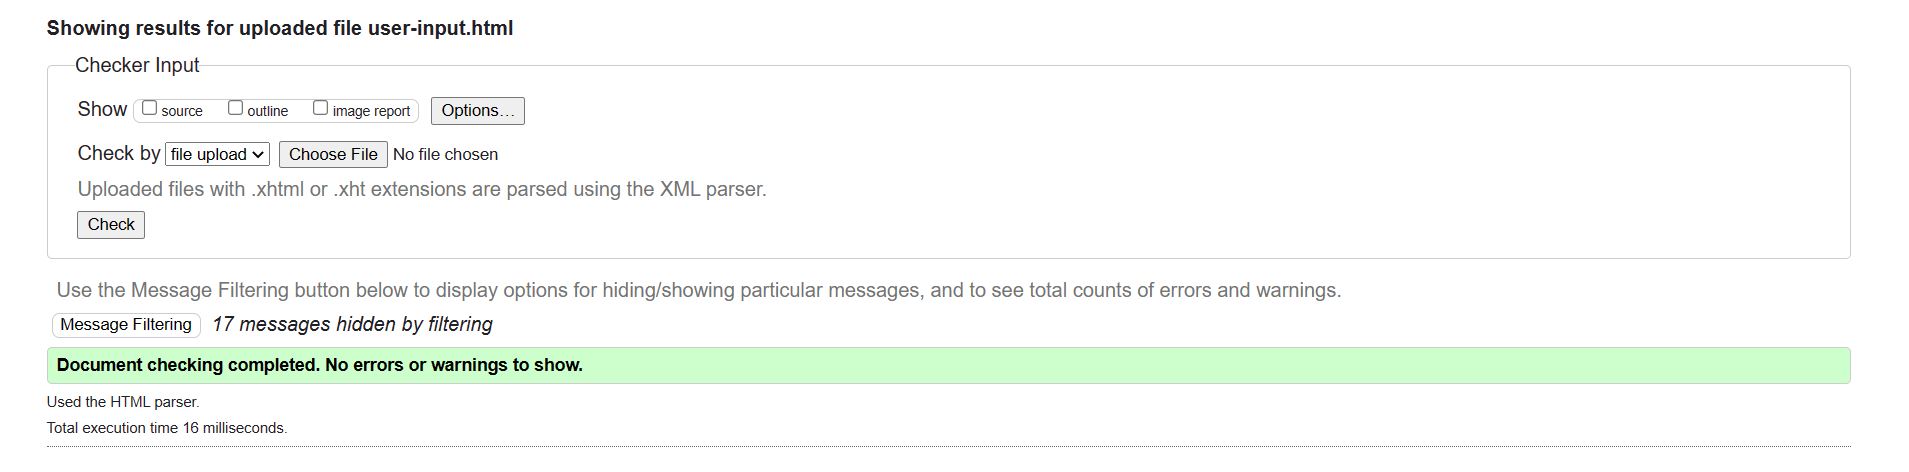 Showing results for uploaded file user-input.html
Checker Input
Show source outline image report Options…
Check by file upload Choose File No file chosen
Uploaded files with .xhtml or .xht extensions are parsed using the XML parser.
Check
Use the Message Filtering button below to display options for hiding/showing particular messages, and to see total counts of errors and warnings.
Message Filtering 17 messages hidden by filtering
Document checking completed. No errors or warnings to show.
Used the HTML parser.
Total execution time 16 milliseconds.